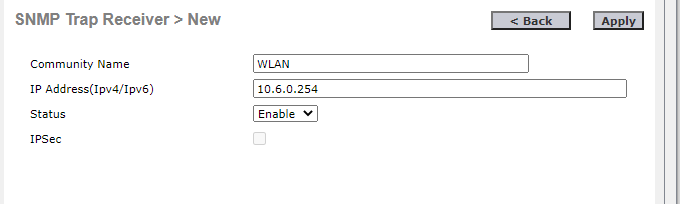 SNMP Trap Receiver > New
< Back
Apply
Community Name
WLAN
IP Address(Ipv4/Ipv6)
10.6.0.254
Status
Enable
IPSec